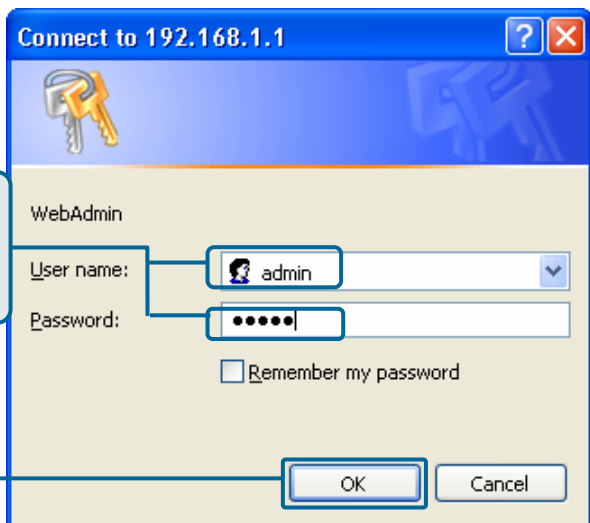 Connect to 192.168.1.1
WebAdmin
User name:
admin
Password:
●●●●●
Remember my password
OK
Cancel